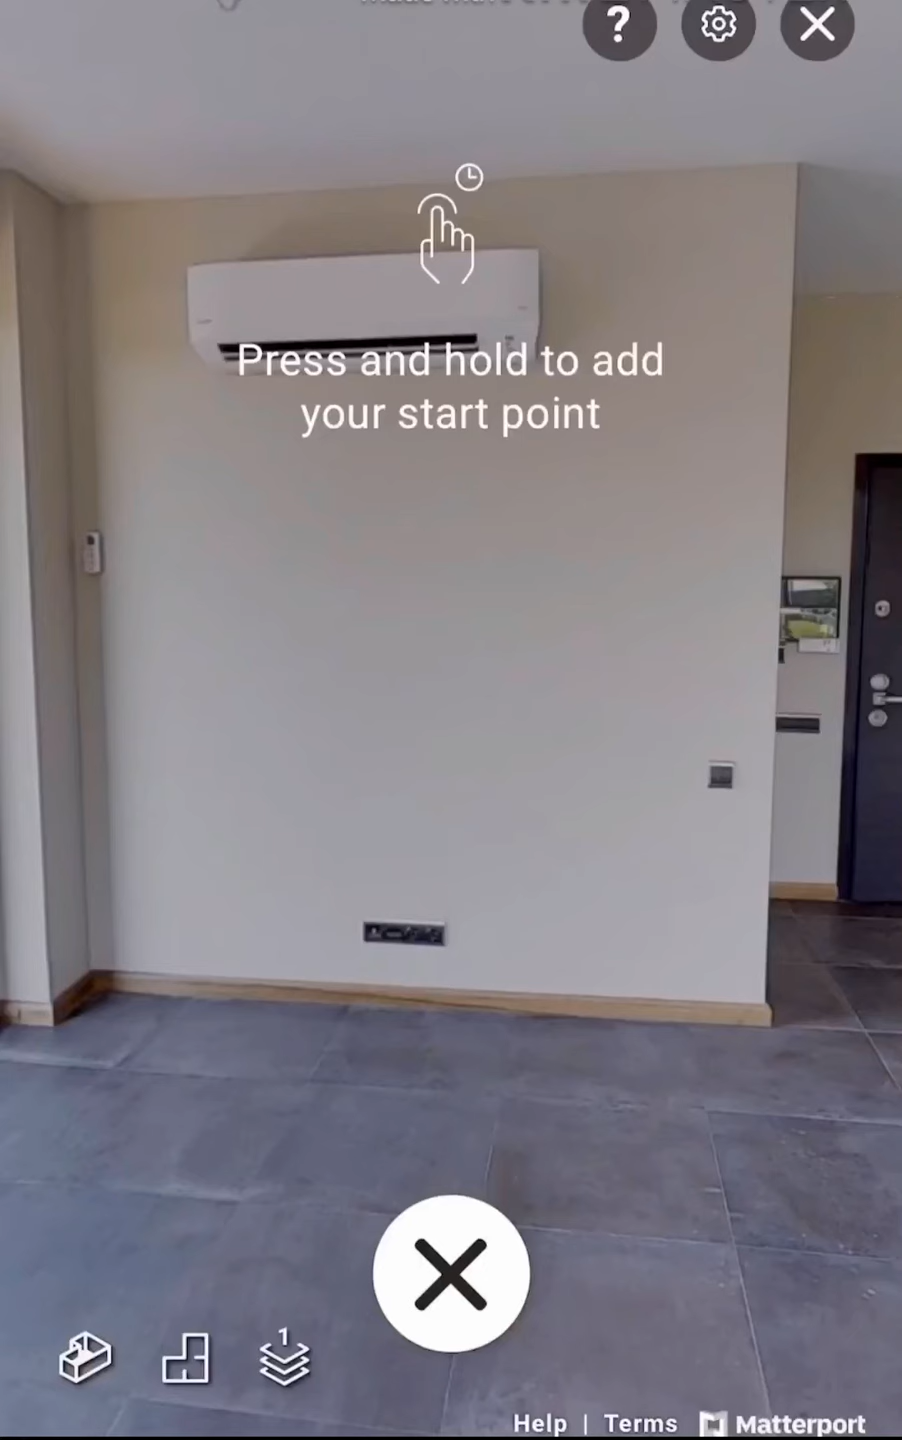 ?
Press and hold to add
your start point
1
Help | Terms Matterport